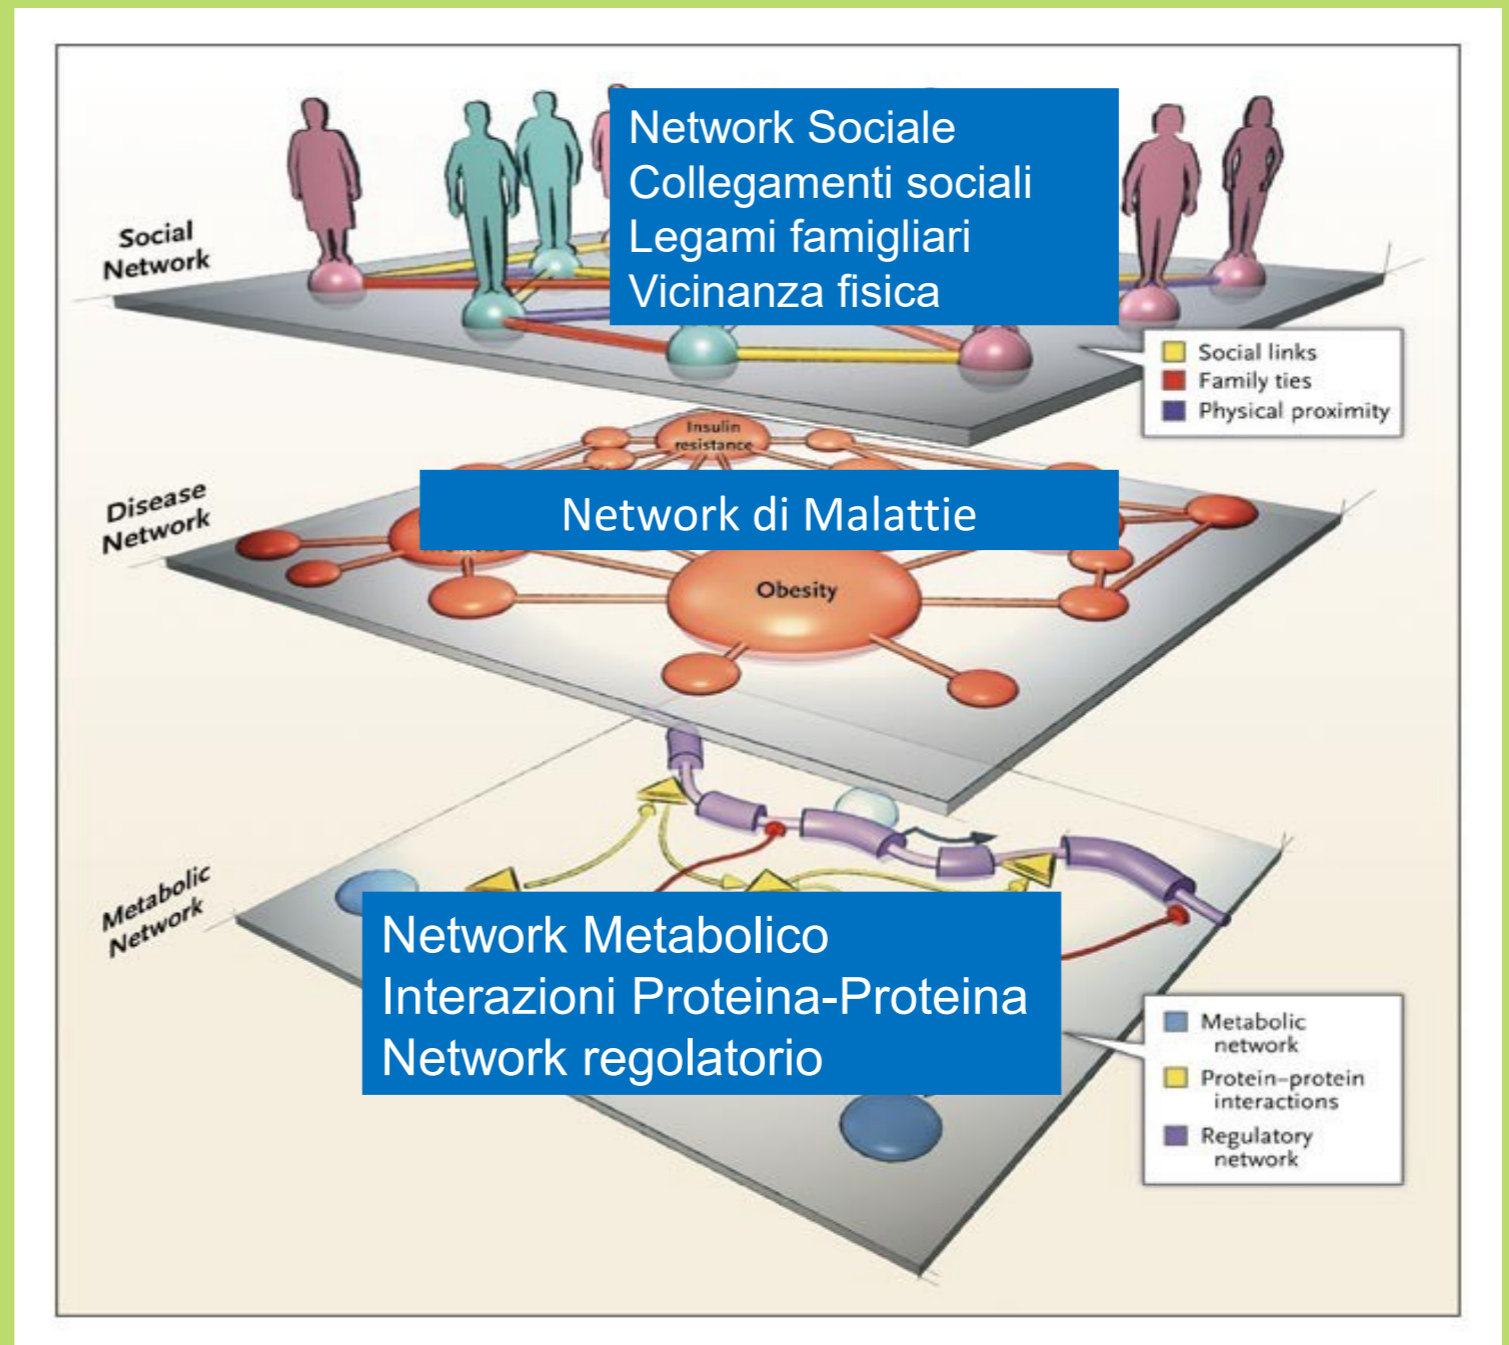 Network Sociale
Collegamenti sociali
Legami famigliari
Vicinanza fisica
Social
Network
Social links
Family ties
Physical proximity
Insulin
resistance
Disease
Network
Network di Malattie
Obesity
Metabolic
Network
Network Metabolico
Interazioni Proteina-Proteina
Network regolatorio
Metabolic
network
Protein–protein
interactions
Regulatory
network